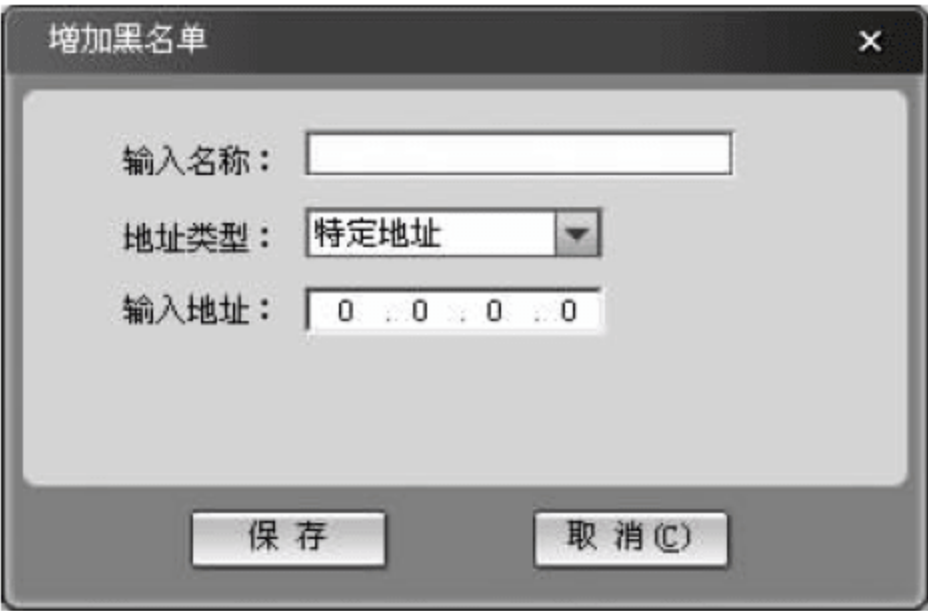 增加黑名单
输入名称：
地址类型： 特定地址
输入地址： 0 . 0 . 0 . 0
保 存 取 消(C)